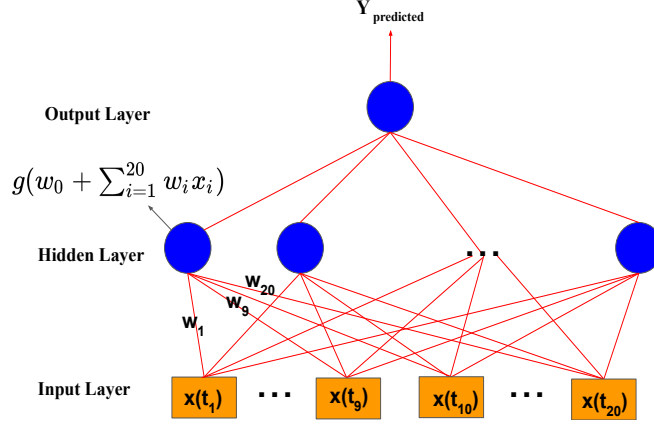 Y predicted
Output Layer
g(w_0 + \sum_{i=1}^{20} w_i x_i)
Hidden Layer
...
w_20
w_9
w_1
Input Layer
x(t_1) ... x(t_9) x(t_10) ... x(t_20)